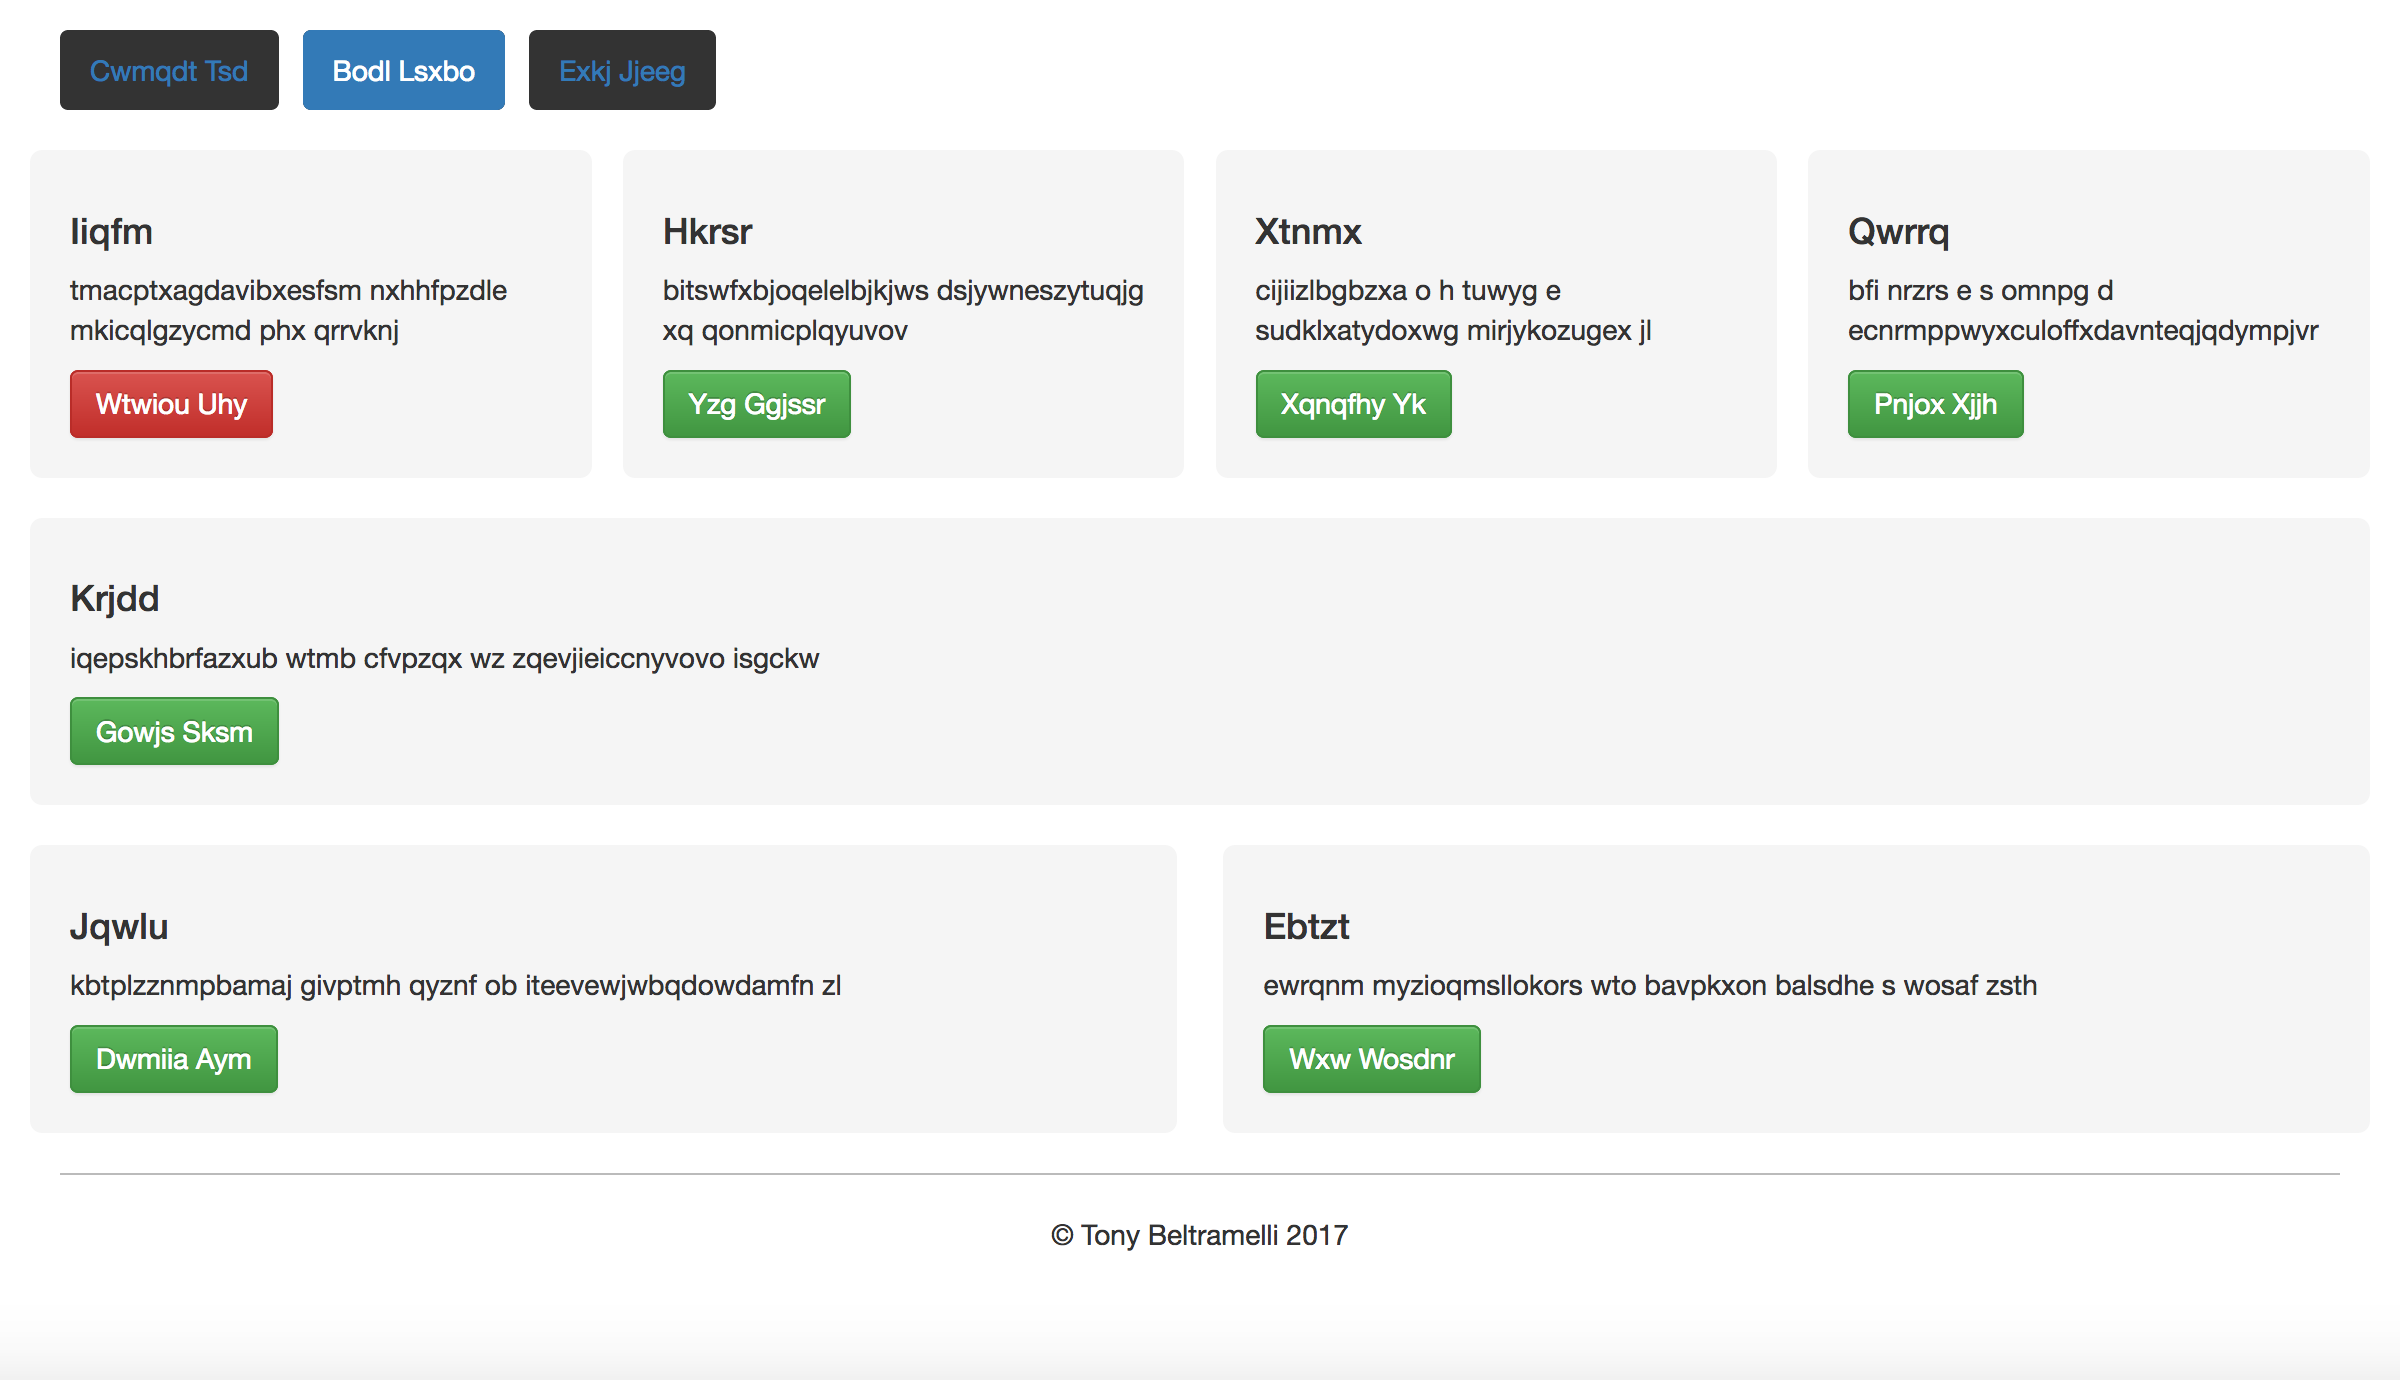 Cwmqdt Tsd
Bodl Lsxbo
Exkj Jjeeg
Iiqfm
tmacptxagdavibxesfsm nxhhfpzdle
mkicqlgzycmd phx qrrvknj
Wtwiou Uhy
Hkrsr
bitswfxbjoqelelbjkjws dsjywneszytuqjg
xq qonmicplqyuvov
Yzg Ggjssr
Xtnmx
cijiizlbgbzxa o h tuwyg e
sudklxatydoxwg mirjykozugex jl
Xqnqfhy Yk
Qwrrq
bfi nrzrs e s omnpg d
ecnrmppwyxculoffxdavnteqjqdympjvr
Pnjox Xjjh
Krjdd
iqepskhbrfazxub wtmb cfvpzqx wz zqevjieiccnyvovo isgckw
Gowjs Sksm
Jqwlu
kbtplzznmpbamaj givptmh qyznf ob iteevewjwbqdowdamfn zl
Dwmiia Aym
Ebtzt
ewrqnm myzioqmsllokors wto bavpkxon balsdhe s wosaf zsth
Wxw Wosdnr
© Tony Beltramelli 2017